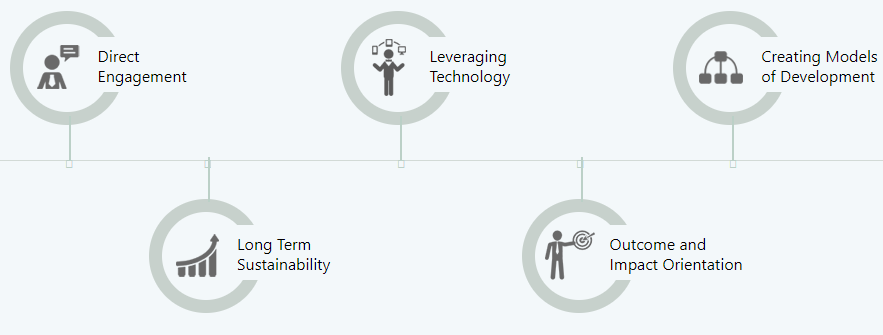 Direct
Engagement
Leveraging
Technology
Creating Models
of Development
Long Term
Sustainability
Outcome and
Impact Orientation